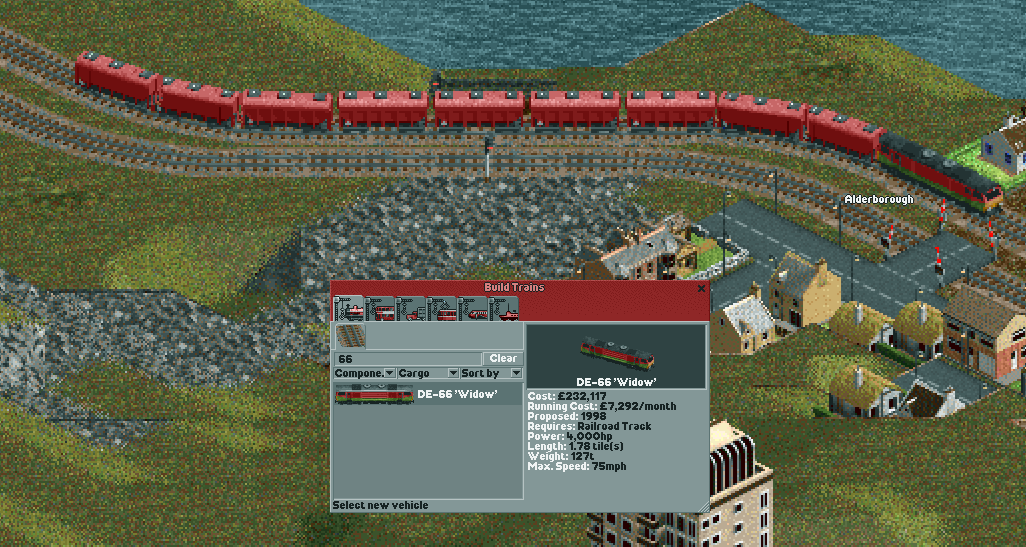 Alderborough
Build Trains
66
Clear
Compone.
Cargo
Sort by
DE-66 'Widow'
DE-66 'Widow'
Cost: £232,117
Running Cost: £7,292/month
Proposed: 1998
Requires: Railroad Track
Power: 4,000hp
Length: 1.78 tile(s)
Weight: 127t
Max. Speed: 75mph
Select new vehicle